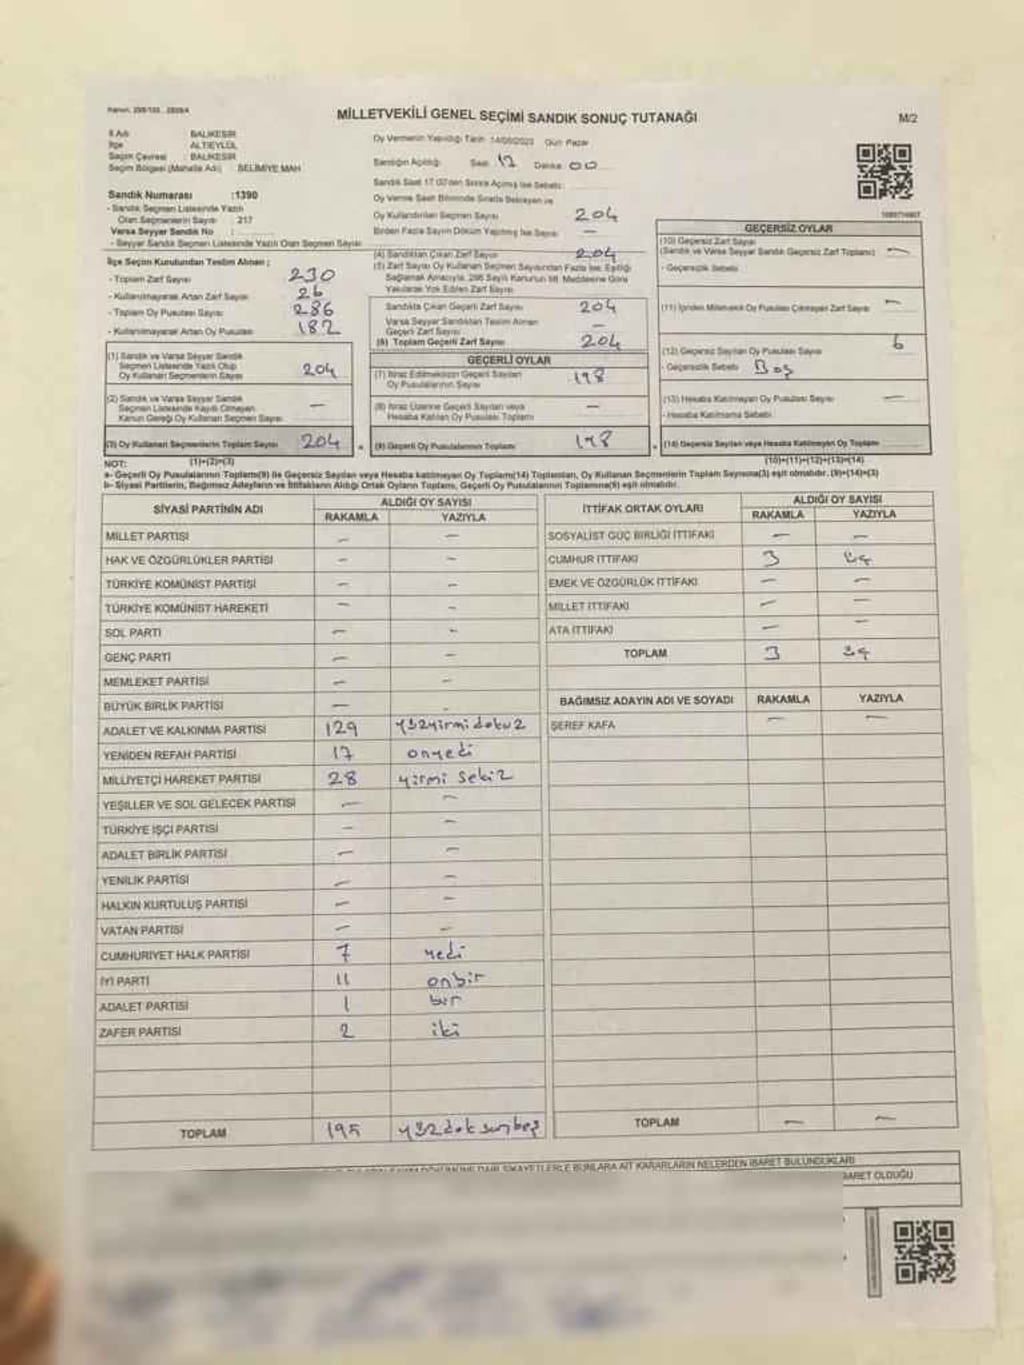 MİLLETVEKİLİ GENEL SEÇİMİ SANDIK SONUÇ TUTANAĞI
M/2
İl Adı BALIKESİR
İlçe ALTIEYLÜL
Seçim Çevresi BALIKESİR
Seçim Bölgesi (Mahalle Adı) SELİMİYE MAH
Sandık Numarası :1390
- Sandık Seçmen Listesinde Yazılı
Olan Seçmenlerin Sayısı : 217
Varsa Seyyar Sandık No :
- Seyyar Sandık Seçmen Listesinde Yazılı Olan Seçmen Sayısı
İlçe Seçim Kurulundan Teslim Alınan ;
- Toplam Zarf Sayısı 230
- Kullanılmayarak Artan Zarf Sayısı 26
- Toplam Oy Pusulası Sayısı 286
- Kullanılmayarak Artan Oy Pusulası 182
Oy Vermenin Yapıldığı Tarih 14/05/2023 Gün Pazar
Sandığın Açıldığı Saat 17 Dakika 00
Sandık Saat 17.00'den Sonra Açılmış İse Sebebi
Oy Verme Saati Bitiminde Sırada Bekleyen ve
Oy Kullandırılan Seçmen Sayısı 204
Birden Fazla Sayım Döküm Yapılmış İse Sayısı —
(4) Sandıktan Çıkan Zarf Sayısı 204
(5) Zarf Sayısı Oy Kullanan Seçmen Sayısından Fazla İse, Eşitliği
Sağlamak Amacıyla, 298 Sayılı Kanunun 98. Maddesine Göre
Yakılarak Yok Edilen Zarf Sayısı
Sandıkta Çıkan Geçerli Zarf Sayısı 204
Varsa Seyyar Sandıktan Teslim Alınan
Geçerli Zarf Sayısı —
(6) Toplam Geçerli Zarf Sayısı 204
(1) Sandık ve Varsa Seyyar Sandık
Seçmen Listesinde Yazılı Olup
Oy Kullanan Seçmenlerin Sayısı 204
(2) Sandık ve Varsa Seyyar Sandık
Seçmen Listesinde Kayıtlı Olmayan
Kanun Gereği Oy Kullanan Seçmen Sayısı —
(3) Oy Kullanan Seçmenlerin Toplam Sayısı 204
(1)+(2)=(3)
GEÇERLİ OYLAR
(7) İtiraz Edilmeksizin Geçerli Sayılan
Oy Pusulalarının Sayısı 198
(8) İtiraz Üzerine Geçerli Sayılan veya
Hesaba Katılan Oy Pusulası Toplamı —
(9) Geçerli Oy Pusulalarının Toplamı 198
GEÇERSİZ OYLAR
(10) Geçersiz Zarf Sayısı
(Sandık ve Varsa Seyyar Sandık Geçersiz Zarf Toplamı) —
- Geçersizlik Sebebi
(11) İçinden Milletvekili Oy Pusulası Çıkmayan Zarf Sayısı —
(12) Geçersiz Sayılan Oy Pusulası Sayısı 6
- Geçersizlik Sebebi Boş
(13) Hesaba Katılmayan Oy Pusulası Sayısı —
- Hesaba Katılmama Sebebi
(14) Geçersiz Sayılan veya Hesaba Katılmayan Oy Toplamı
(10)+(11)+(12)+(13)=(14)
NOT:
a- Geçerli Oy Pusulalarının Toplamı(9) ile Geçersiz Sayılan veya Hesaba katılmayan Oy Toplamı(14) Toplamları, Oy Kullanan Seçmenlerin Toplam Sayısına(3) eşit olmalıdır. (9)+(14)=(3)
b- Siyasi Partilerin, Bağımsız Adayların ve İttifakların Aldığı Ortak Oyların Toplamı, Geçerli Oy Pusulalarının Toplamına(9) eşit olmalıdır.
SİYASİ PARTİNİN ADI ALDIĞI OY SAYISI
RAKAMLA YAZIYLA
MİLLET PARTİSİ — —
HAK VE ÖZGÜRLÜKLER PARTİSİ — —
TÜRKİYE KOMÜNİST PARTİSİ — —
TÜRKİYE KOMÜNİST HAREKETİ — —
SOL PARTİ — —
GENÇ PARTİ — —
MEMLEKET PARTİSİ — —
BÜYÜK BİRLİK PARTİSİ — —
ADALET VE KALKINMA PARTİSİ 129 yüzyirmi dokuz
YENİDEN REFAH PARTİSİ 17 onyedi
MİLLİYETÇİ HAREKET PARTİSİ 28 yirmi sekiz
YEŞİLLER VE SOL GELECEK PARTİSİ — —
TÜRKİYE İŞÇİ PARTİSİ — —
ADALET BİRLİK PARTİSİ — —
YENİLİK PARTİSİ — —
HALKIN KURTULUŞ PARTİSİ — —
VATAN PARTİSİ — —
CUMHURİYET HALK PARTİSİ 7 yedi
İYİ PARTİ 11 onbir
ADALET PARTİSİ 1 bir
ZAFER PARTİSİ 2 iki
TOPLAM 195 yüzdoksanbeş
İTTİFAK ORTAK OYLARI ALDIĞI OY SAYISI
RAKAMLA YAZIYLA
SOSYALİST GÜÇ BİRLİĞİ İTTİFAKI — —
CUMHUR İTTİFAKI 3 üç
EMEK VE ÖZGÜRLÜK İTTİFAKI — —
MİLLET İTTİFAKI — —
ATA İTTİFAKI — —
TOPLAM 3 üç
BAĞIMSIZ ADAYIN ADI VE SOYADI RAKAMLA YAZIYLA
ŞEREF KAFA — —
TOPLAM — —
ŞİKAYETLERLE BUNLARA AİT KARARLARIN NELERDEN İBARET BULUNDUKLARI
OLDUĞU